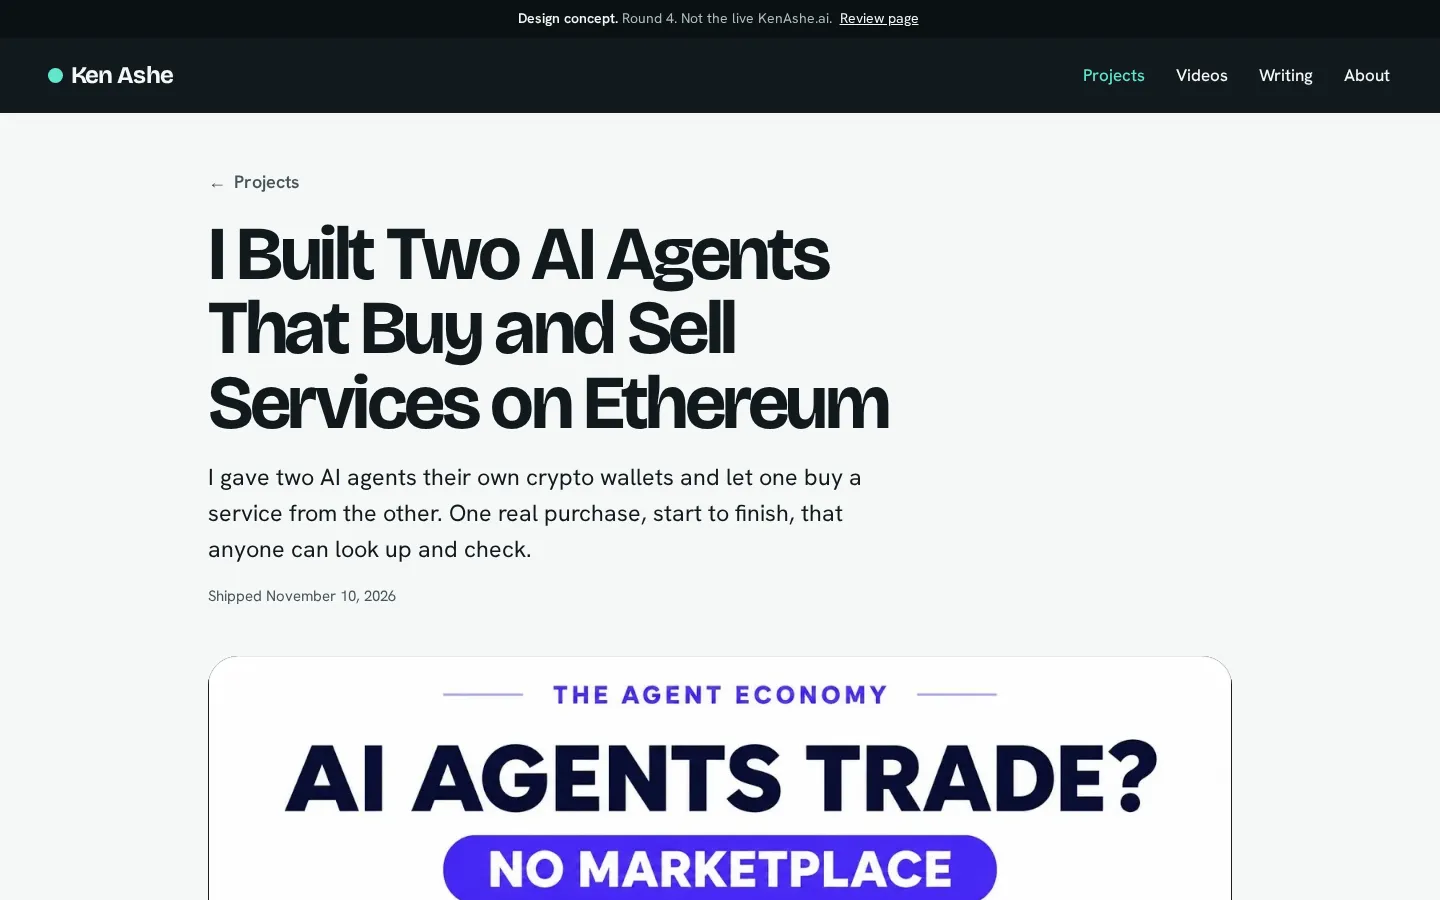 Design concept. Round 4. Not the live KenAshe.ai. Review page
Ken Ashe
Projects Videos Writing About
← Projects
I Built Two AI Agents
That Buy and Sell
Services on Ethereum
I gave two AI agents their own crypto wallets and let one buy a
service from the other. One real purchase, start to finish, that
anyone can look up and check.
Shipped November 10, 2026
THE AGENT ECONOMY
AI AGENTS TRADE?
NO MARKETPLACE